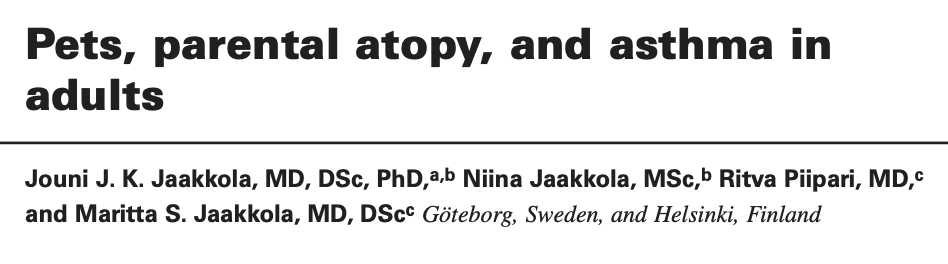 Pets, parental atopy, and asthma in
adults
Jouni J. K. Jaakkola, MD, DSc, PhD,a,b Niina Jaakkola, MSc,b Ritva Piipari, MD,c
and Maritta S. Jaakkola, MD, DScc Göteborg, Sweden, and Helsinki, Finland